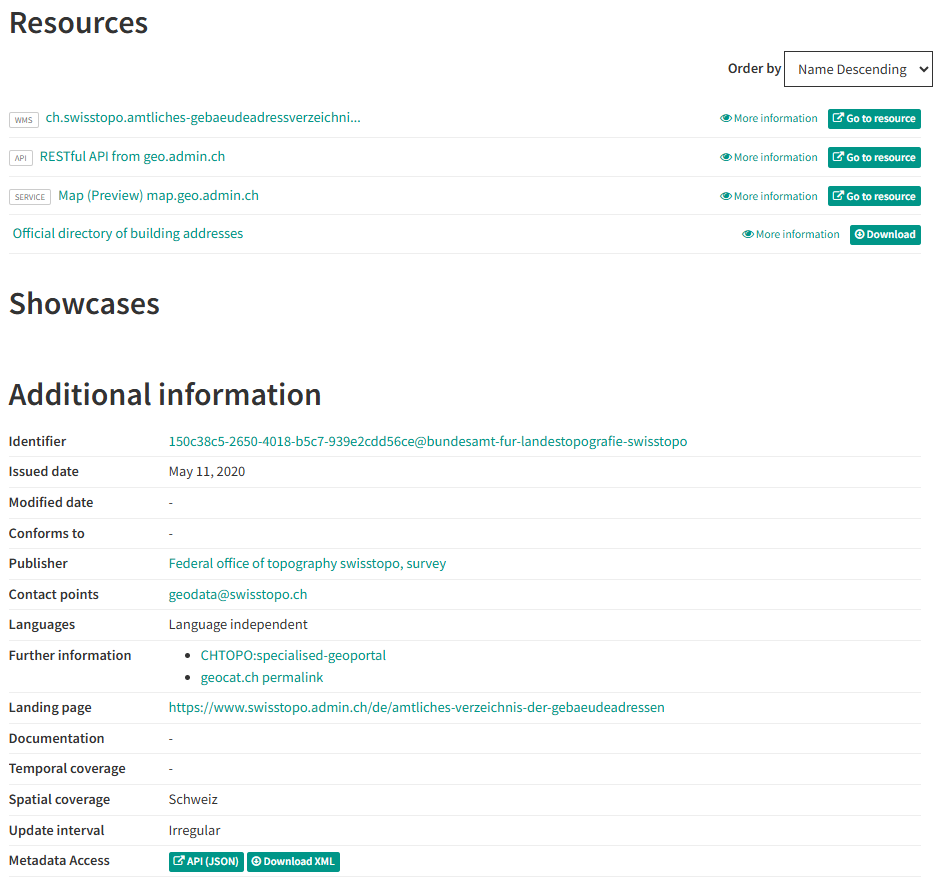 Resources
Order by Name Descending
WMS ch.swisstopo.amtliches-gebaeudeadressverzeichni... More information Go to resource
API RESTful API from geo.admin.ch More information Go to resource
SERVICE Map (Preview) map.geo.admin.ch More information Go to resource
Official directory of building addresses More information Download
Showcases
Additional information
Identifier 150c38c5-2650-4018-b5c7-939e2cdd56ce@bundesamt-fur-landestopografie-swisstopo
Issued date May 11, 2020
Modified date -
Conforms to -
Publisher Federal office of topography swisstopo, survey
Contact points geodata@swisstopo.ch
Languages Language independent
Further information • CHTOPO:specialised-geoportal
• geocat.ch permalink
Landing page https://www.swisstopo.admin.ch/de/amtliches-verzeichnis-der-gebaeudeadressen
Documentation -
Temporal coverage -
Spatial coverage Schweiz
Update interval Irregular
Metadata Access API (JSON) Download XML